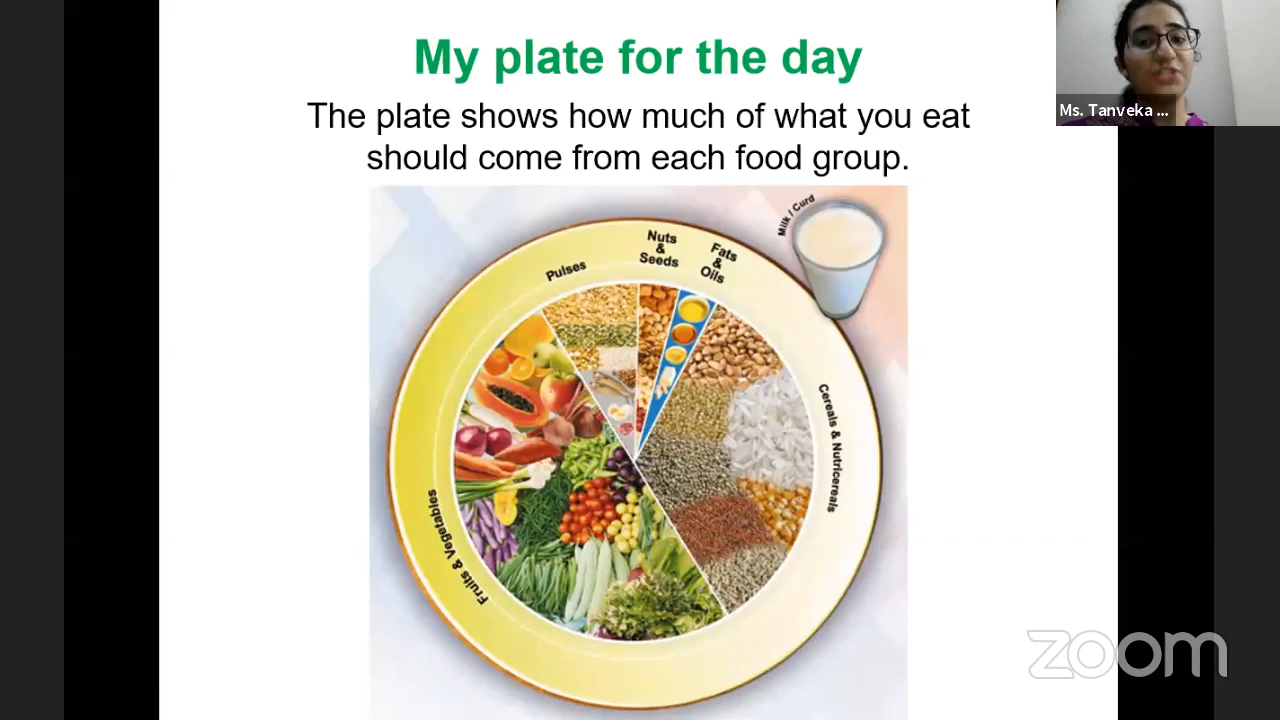 My plate for the day
The plate shows how much of what you eat
should come from each food group.
Ms. Tanveka ...
Milk / Curd
Nuts
&
Seeds
Fats
&
Oils
Pulses
Cereals & Nutricereals
Fruits & Vegetables
zoom